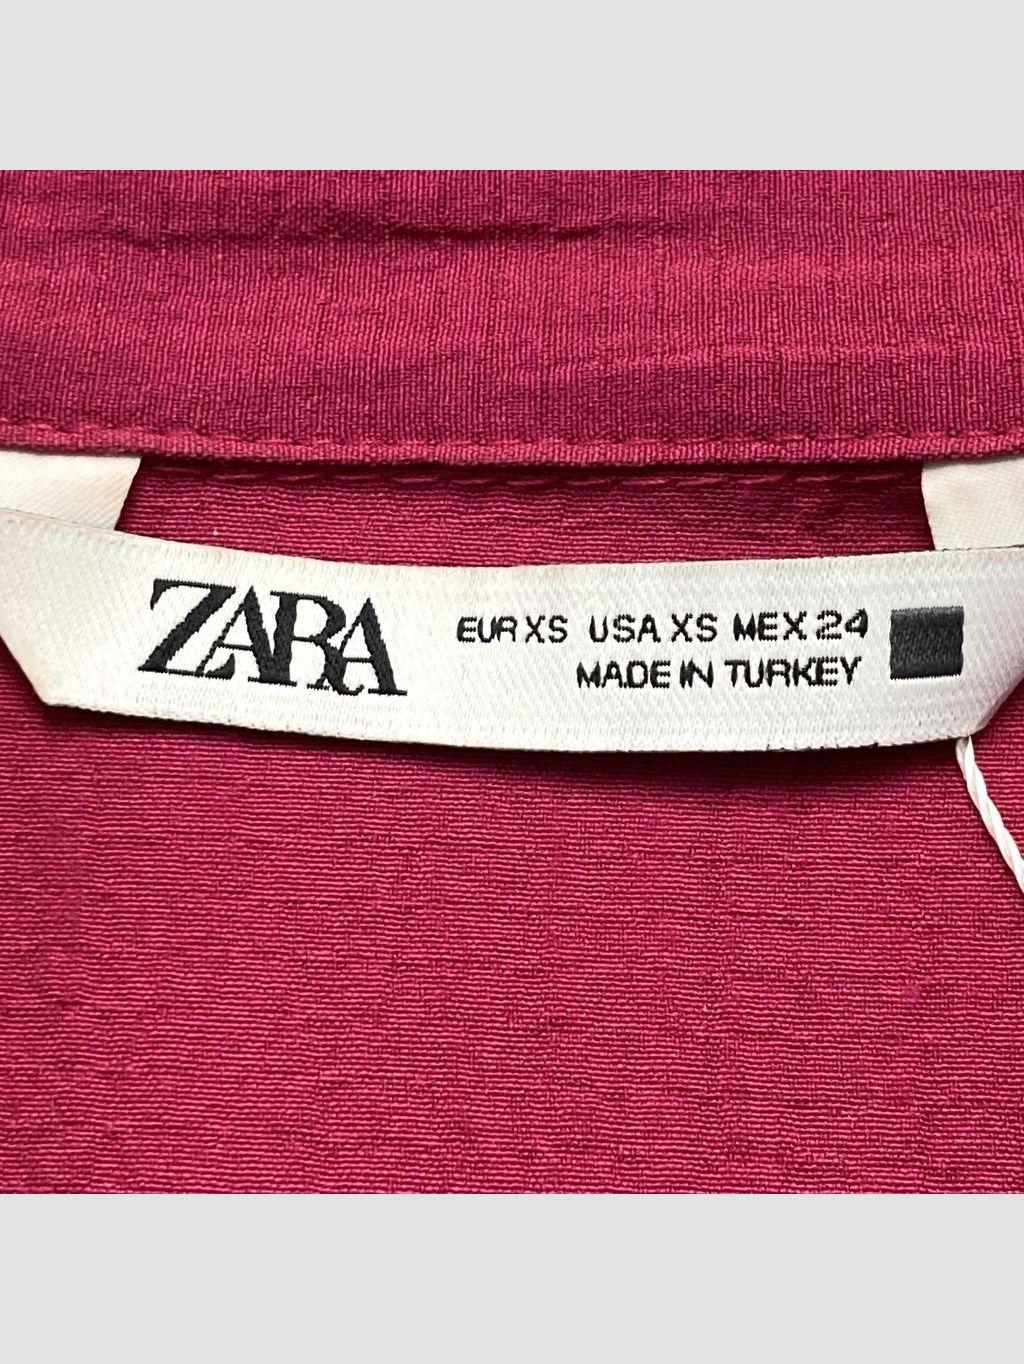 ZARA
EUR XS USA XS MEX 24
MADE IN TURKEY